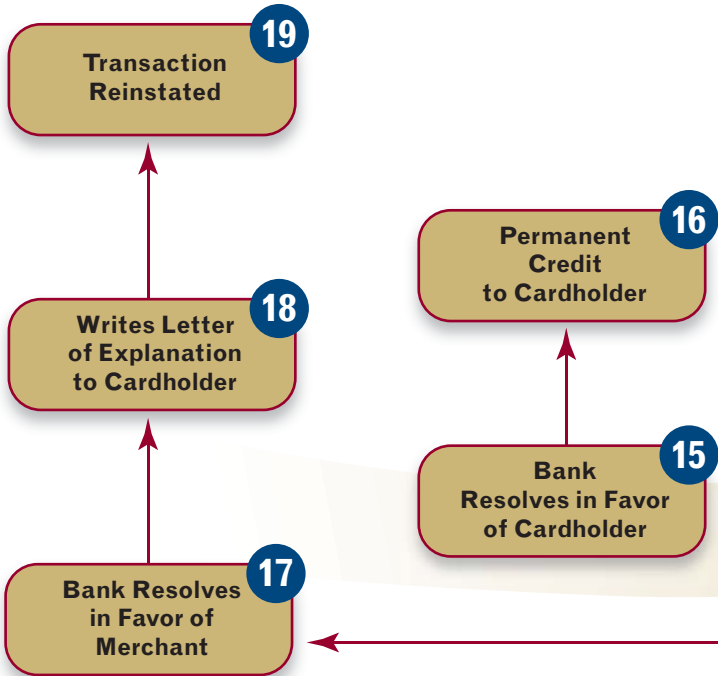 19
Transaction
Reinstated
16
Permanent
Credit
to Cardholder
18
Writes Letter
of Explanation
to Cardholder
15
Bank
Resolves in Favor
of Cardholder
17
Bank Resolves
in Favor of
Merchant